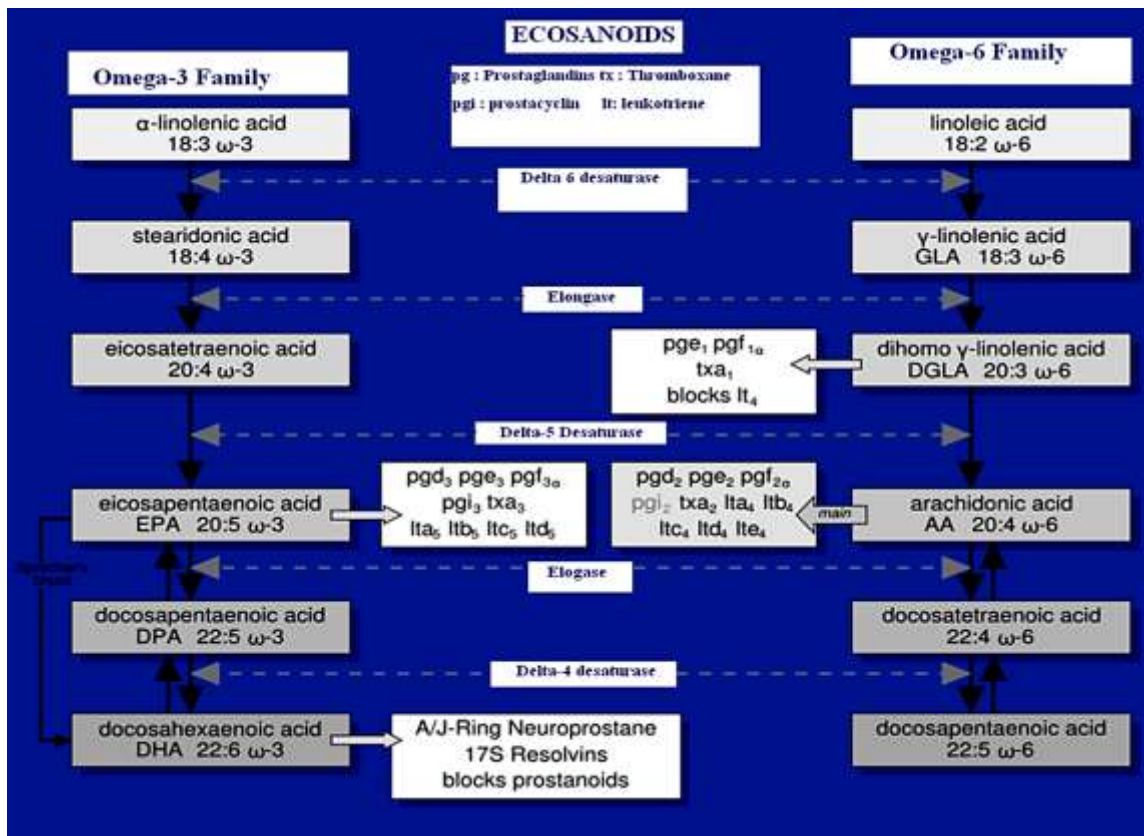 ECOSANOIDS
Omega-3 Family
Omega-6 Family
pg : Prostaglandins tx : Thromboxane
pgi : prostacyclin lt: leukotriene
α-linolenic acid
18:3 ω-3
linoleic acid
18:2 ω-6
Delta 6 desaturase
stearidonic acid
18:4 ω-3
γ-linolenic acid
GLA 18:3 ω-6
Elongase
eicosatetraenoic acid
20:4 ω-3
pge₁ pgf₁α
txa₁
blocks lt₄
dihomo γ-linolenic acid
DGLA 20:3 ω-6
Delta-5 Desaturase
eicosapentaenoic acid
EPA 20:5 ω-3
pgd₃ pge₃ pgf₃α
pgi₃ txa₃
lta₅ ltb₅ ltc₅ ltd₅
pgd₂ pge₂ pgf₂α
pgi₂ txa₂ lta₄ ltb₄
ltc₄ ltd₄ lte₄
main
arachidonic acid
AA 20:4 ω-6
Elogase
docosapentaenoic acid
DPA 22:5 ω-3
docosatetraenoic acid
22:4 ω-6
Delta-4 desaturase
docosahexaenoic acid
DHA 22:6 ω-3
A/J-Ring Neuroprostane
17S Resolvins
blocks prostanoids
docosapentaenoic acid
22:5 ω-6